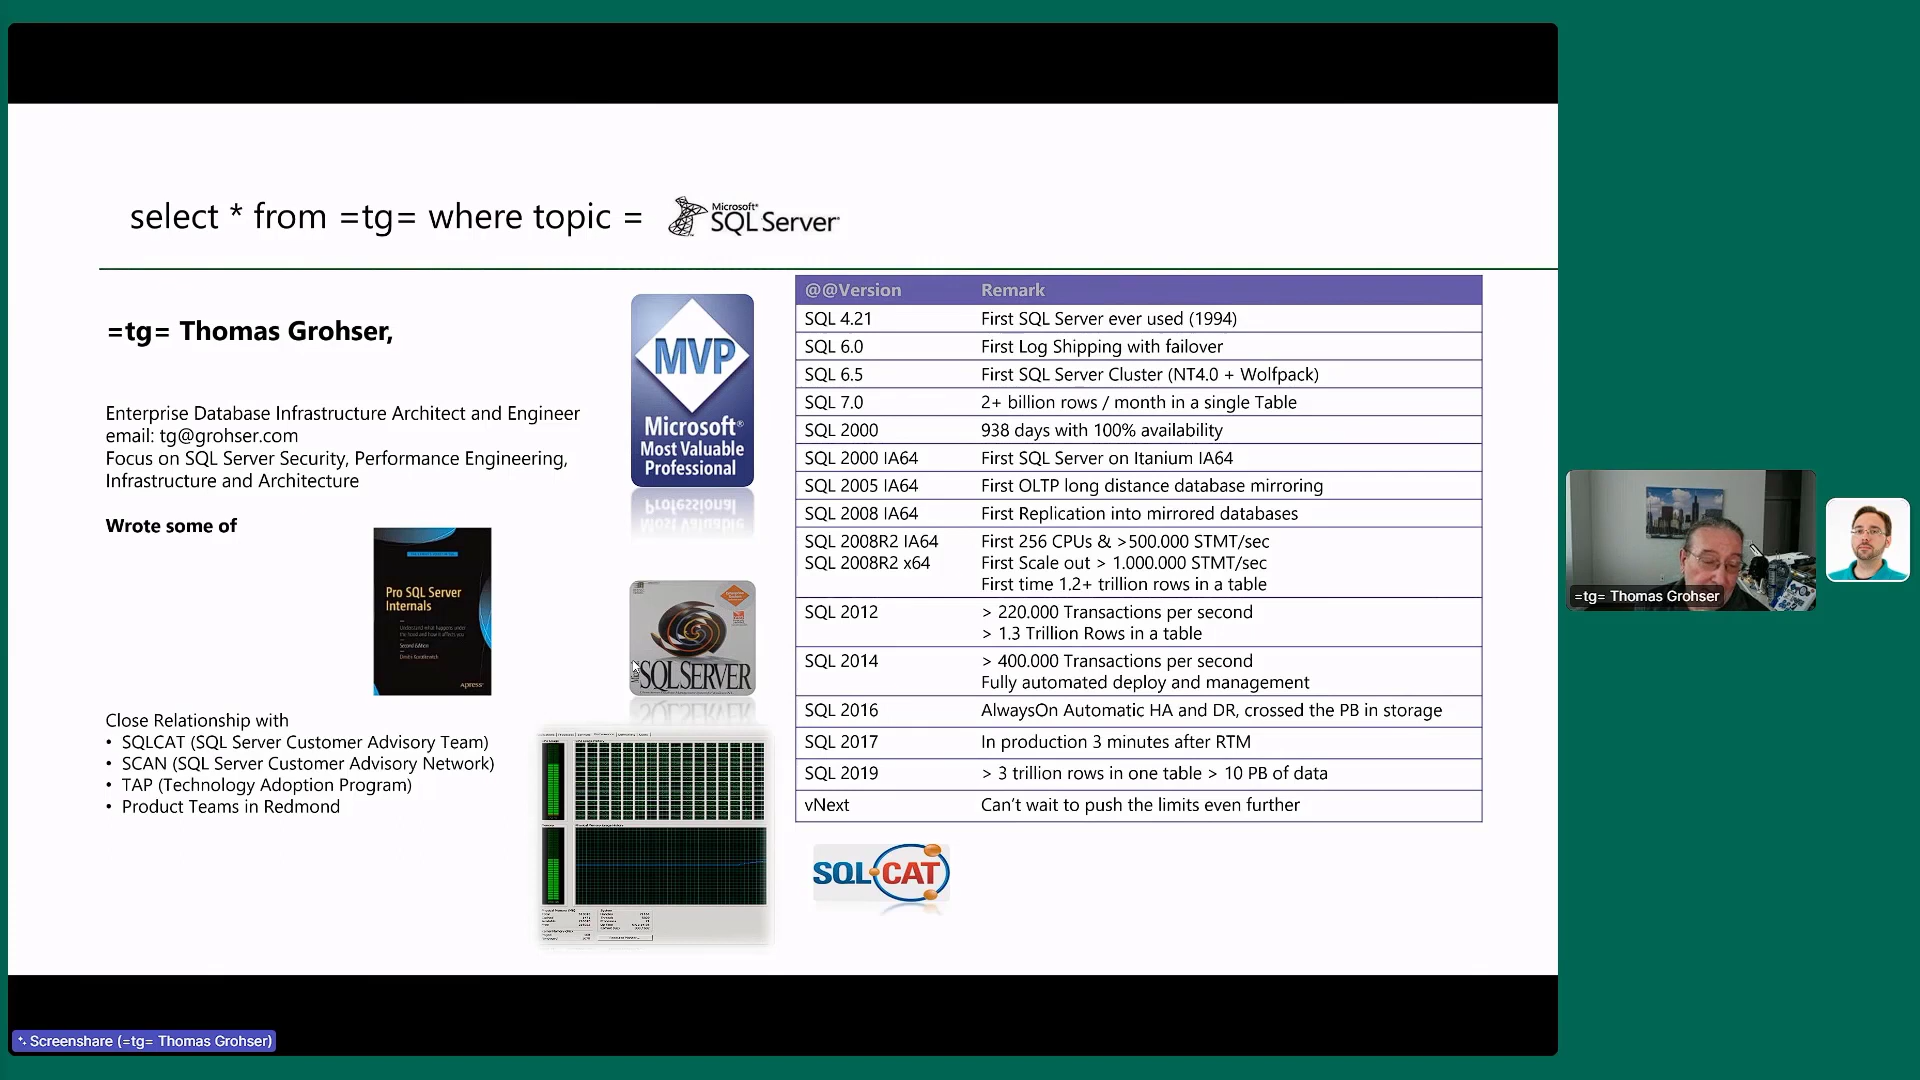 select * from =tg= where topic =
Microsoft®
SQL Server®
=tg= Thomas Grohser,
Enterprise Database Infrastructure Architect and Engineer
email: tg@grohser.com
Focus on SQL Server Security, Performance Engineering,
Infrastructure and Architecture
Wrote some of
Pro SQL Server
Internals
Second Edition
Dmitri Korotkevitch
Apress®
Close Relationship with
• SQLCAT (SQL Server Customer Advisory Team)
• SCAN (SQL Server Customer Advisory Network)
• TAP (Technology Adoption Program)
• Product Teams in Redmond
MVP
Microsoft®
Most Valuable
Professional
SQL SERVER
@@Version Remark
SQL 4.21 First SQL Server ever used (1994)
SQL 6.0 First Log Shipping with failover
SQL 6.5 First SQL Server Cluster (NT4.0 + Wolfpack)
SQL 7.0 2+ billion rows / month in a single Table
SQL 2000 938 days with 100% availability
SQL 2000 IA64 First SQL Server on Itanium IA64
SQL 2005 IA64 First OLTP long distance database mirroring
SQL 2008 IA64 First Replication into mirrored databases
SQL 2008R2 IA64 First 256 CPUs & >500.000 STMT/sec
SQL 2008R2 x64 First Scale out > 1.000.000 STMT/sec
First time 1.2+ trillion rows in a table
SQL 2012 > 220.000 Transactions per second
> 1.3 Trillion Rows in a table
SQL 2014 > 400.000 Transactions per second
Fully automated deploy and management
SQL 2016 AlwaysOn Automatic HA and DR, crossed the PB in storage
SQL 2017 In production 3 minutes after RTM
SQL 2019 > 3 trillion rows in one table > 10 PB of data
vNext Can't wait to push the limits even further
SQL CAT
=tg= Thomas Grohser
Screenshare (=tg= Thomas Grohser)